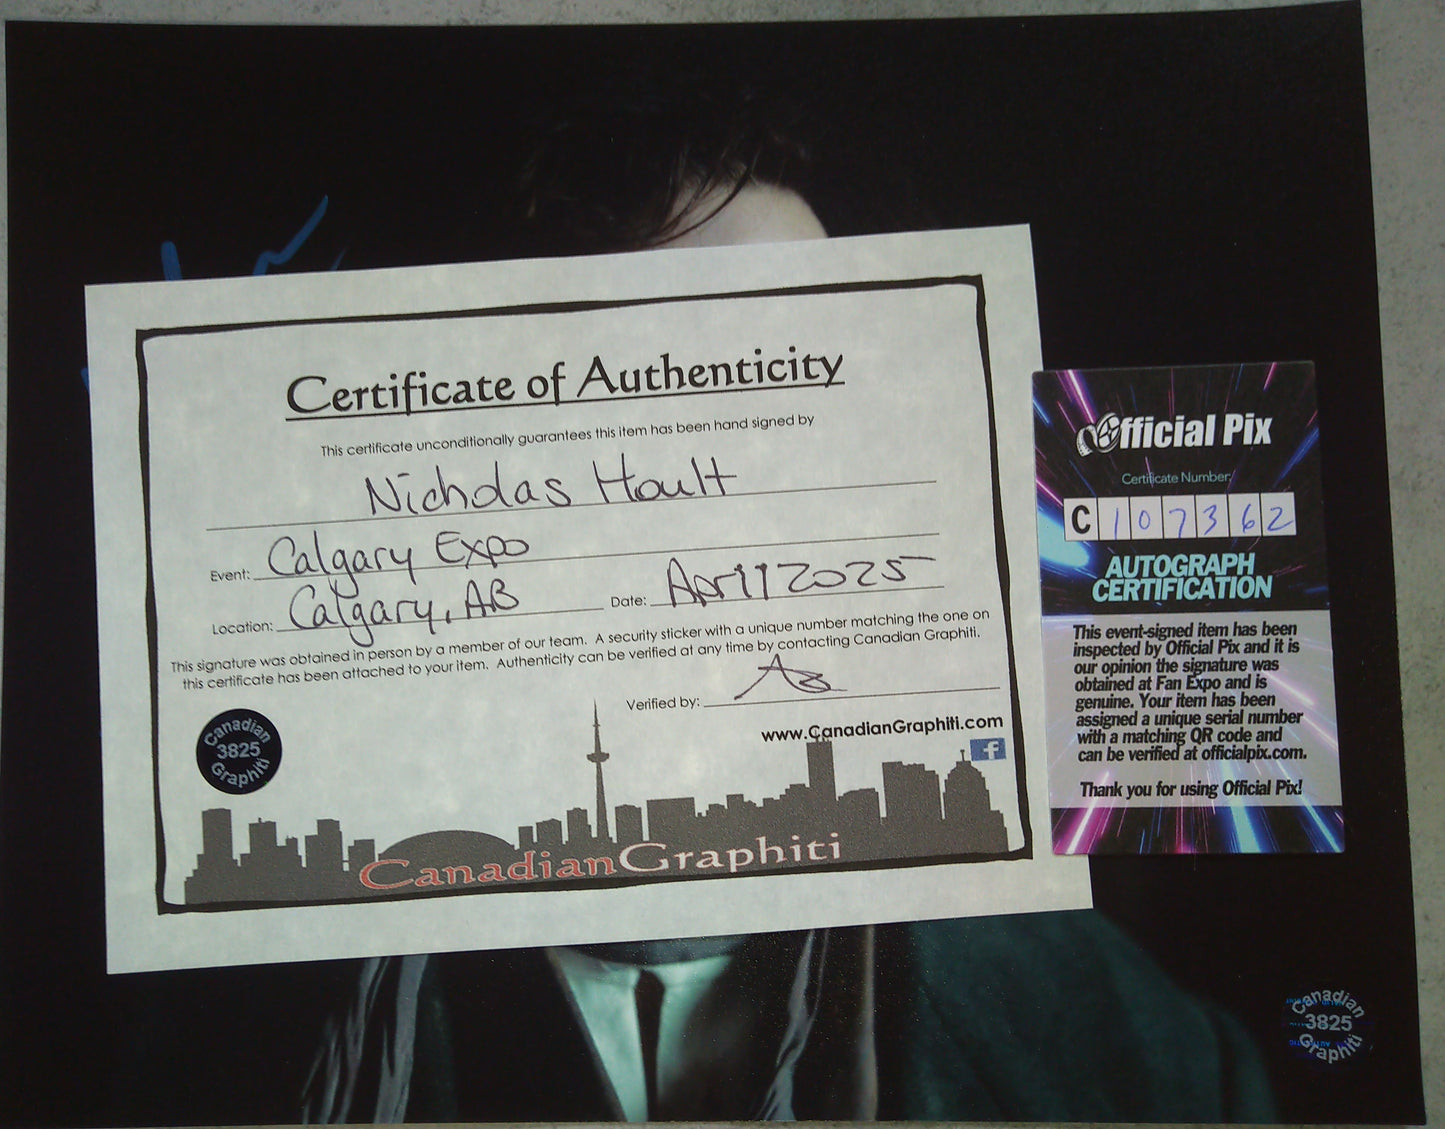 Certificate of Authenticity
This certificate unconditionally guarantees this item has been hand signed by
Nicholas Hoult
Event: Calgary Expo
Location: Calgary, AB Date: April 2025
This signature was obtained in person by a member of our team. A security sticker with a unique number matching the one on
this certificate has been attached to your item. Authenticity can be verified at any time by contacting Canadian Graphiti.
Verified by:
www.CanadianGraphiti.com
f
Canadian
3825
Graphiti
CanadianGraphiti
Official Pix
Certificate Number:
C 107362
AUTOGRAPH
CERTIFICATION
This event-signed item has been
inspected by Official Pix and it is
our opinion the signature was
obtained at Fan Expo and is
genuine. Your item has been
assigned a unique serial number
with a matching QR code and
can be verified at officialpix.com.
Thank you for using Official Pix!
Canadian
3825
Graphiti